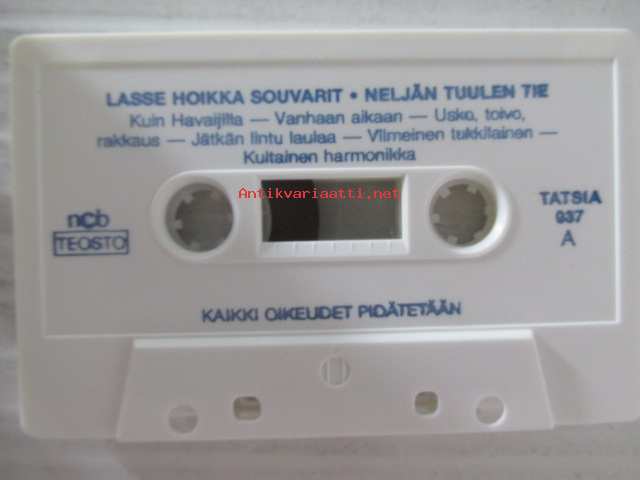 LASSE HOIKKA SOUVARIT • NELJÄN TUULEN TIE
Kuin Havaijilla — Vanhaan aikaan — Usko, toivo,
rakkaus — Jätkän lintu laulaa — Viimeinen tukkilainen —
Kultainen harmonikka
Antikvariaatti.net
ncb
TEOSTO
TATSIA
937
A
KAIKKI OIKEUDET PIDÄTETÄÄN